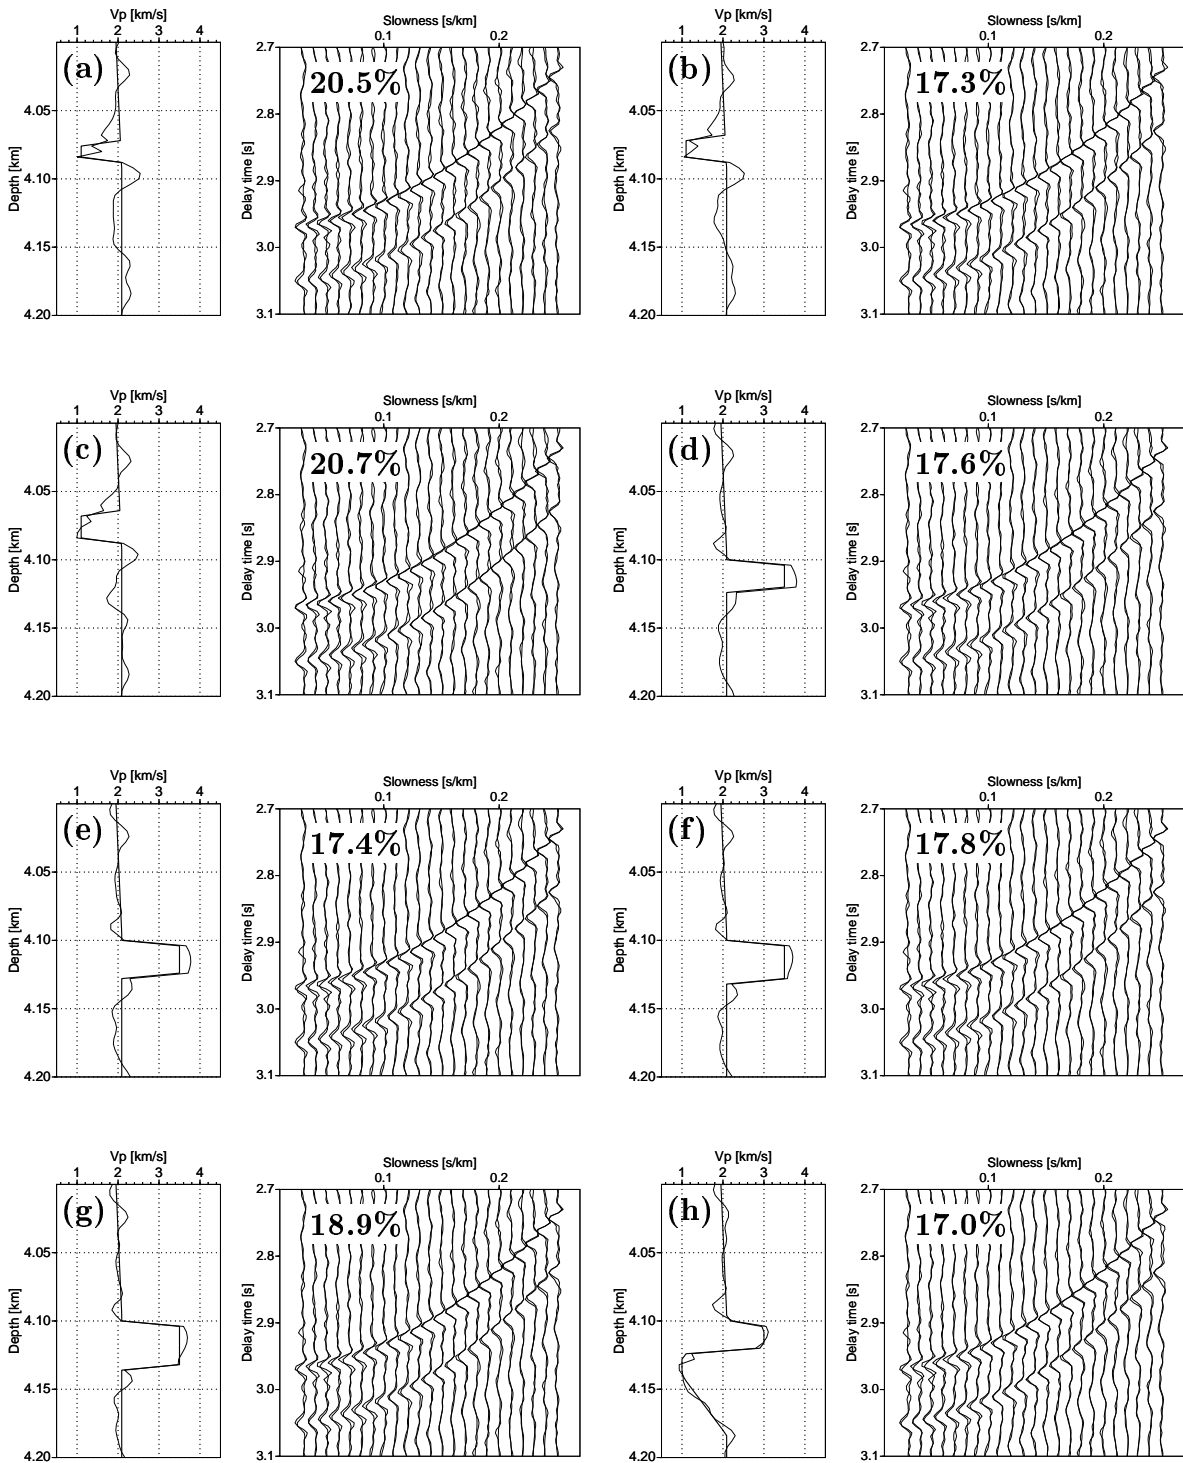 Vp [km/s]
1 2 3 4
Depth [km]
4.05
4.10
4.15
4.20
(a)
Slowness [s/km]
0.1 0.2
Delay time [s]
2.7
2.8
2.9
3.0
3.1
20.5%
Vp [km/s]
1 2 3 4
Depth [km]
4.05
4.10
4.15
4.20
(b)
Slowness [s/km]
0.1 0.2
Delay time [s]
2.7
2.8
2.9
3.0
3.1
17.3%
Vp [km/s]
1 2 3 4
Depth [km]
4.05
4.10
4.15
4.20
(c)
Slowness [s/km]
0.1 0.2
Delay time [s]
2.7
2.8
2.9
3.0
3.1
20.7%
Vp [km/s]
1 2 3 4
Depth [km]
4.05
4.10
4.15
4.20
(d)
Slowness [s/km]
0.1 0.2
Delay time [s]
2.7
2.8
2.9
3.0
3.1
17.6%
Vp [km/s]
1 2 3 4
Depth [km]
4.05
4.10
4.15
4.20
(e)
Slowness [s/km]
0.1 0.2
Delay time [s]
2.7
2.8
2.9
3.0
3.1
17.4%
Vp [km/s]
1 2 3 4
Depth [km]
4.05
4.10
4.15
4.20
(f)
Slowness [s/km]
0.1 0.2
Delay time [s]
2.7
2.8
2.9
3.0
3.1
17.8%
Vp [km/s]
1 2 3 4
Depth [km]
4.05
4.10
4.15
4.20
(g)
Slowness [s/km]
0.1 0.2
Delay time [s]
2.7
2.8
2.9
3.0
3.1
18.9%
Vp [km/s]
1 2 3 4
Depth [km]
4.05
4.10
4.15
4.20
(h)
Slowness [s/km]
0.1 0.2
Delay time [s]
2.7
2.8
2.9
3.0
3.1
17.0%